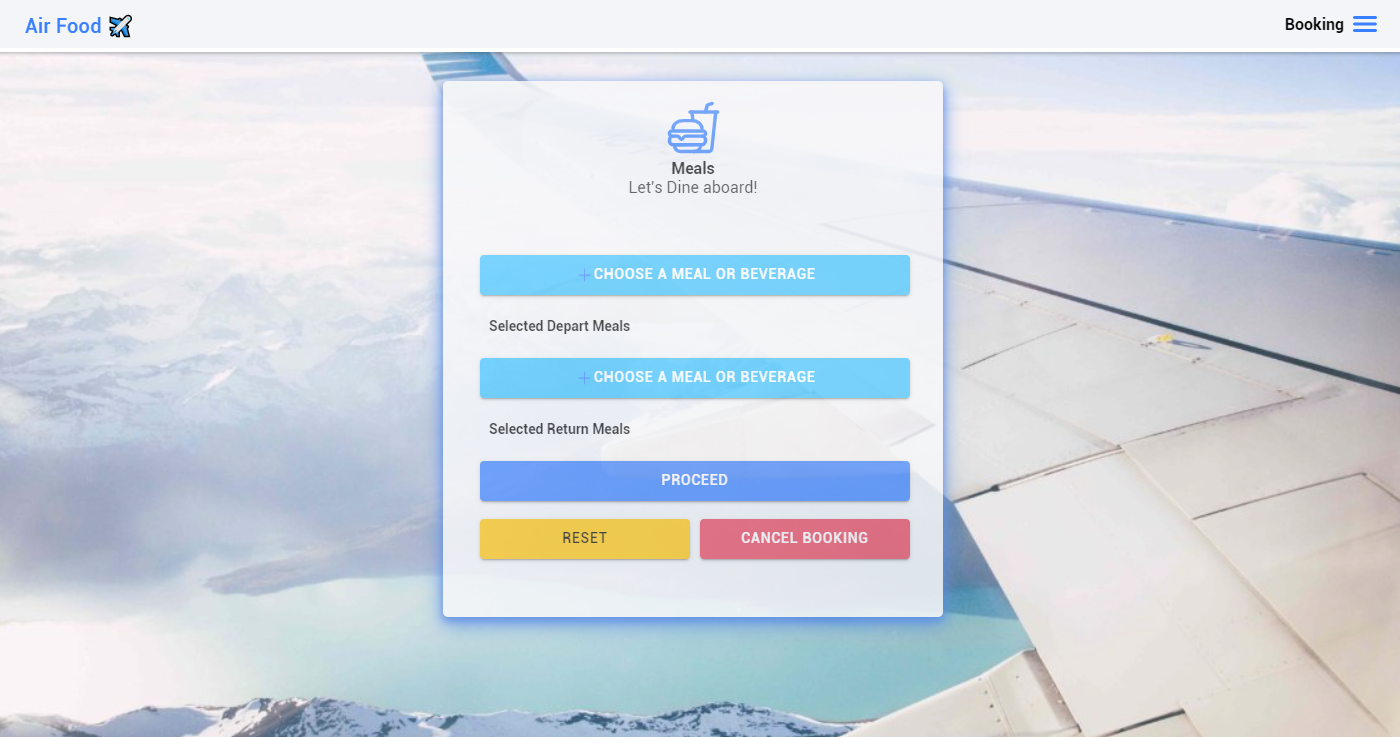 Air Food
Booking
Meals
Let's Dine aboard!
CHOOSE A MEAL OR BEVERAGE
Selected Depart Meals
CHOOSE A MEAL OR BEVERAGE
Selected Return Meals
PROCEED
RESET
CANCEL BOOKING